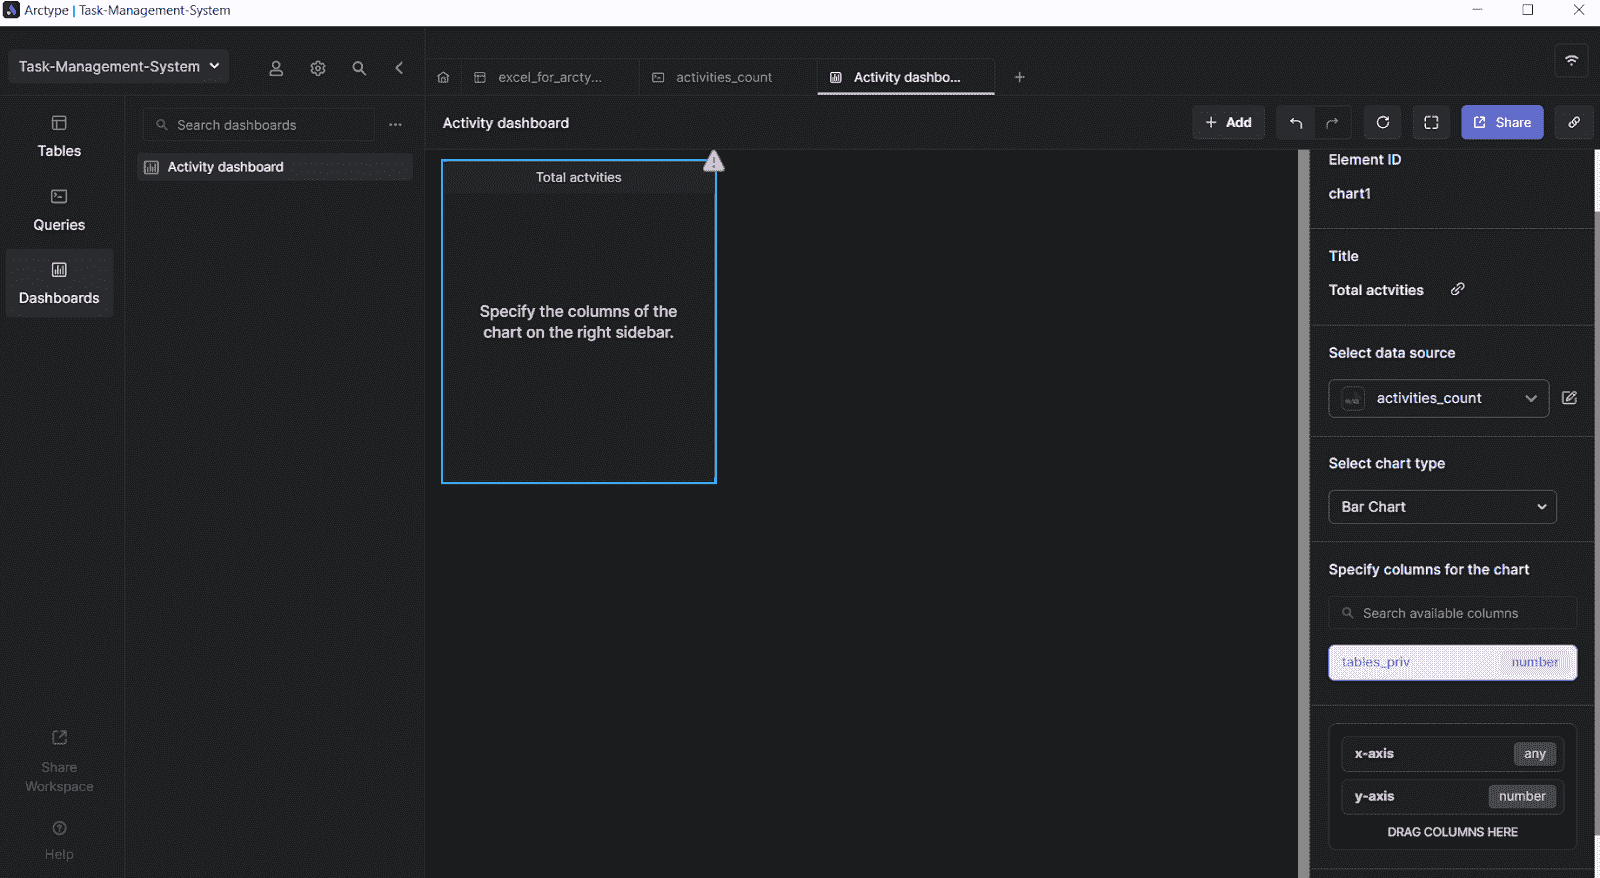 Arctype | Task-Management-System
Task-Management-System
excel_for_arcty...
activities_count
Activity dashbo...
Tables
Queries
Dashboards
Share
Workspace
Help
Search dashboards
Activity dashboard
Activity dashboard
Add
Share
Total actvities
Specify the columns of the
chart on the right sidebar.
Element ID
chart1
Title
Total actvities
Select data source
activities_count
Select chart type
Bar Chart
Specify columns for the chart
Search available columns
tables_priv number
x-axis any
y-axis number
DRAG COLUMNS HERE